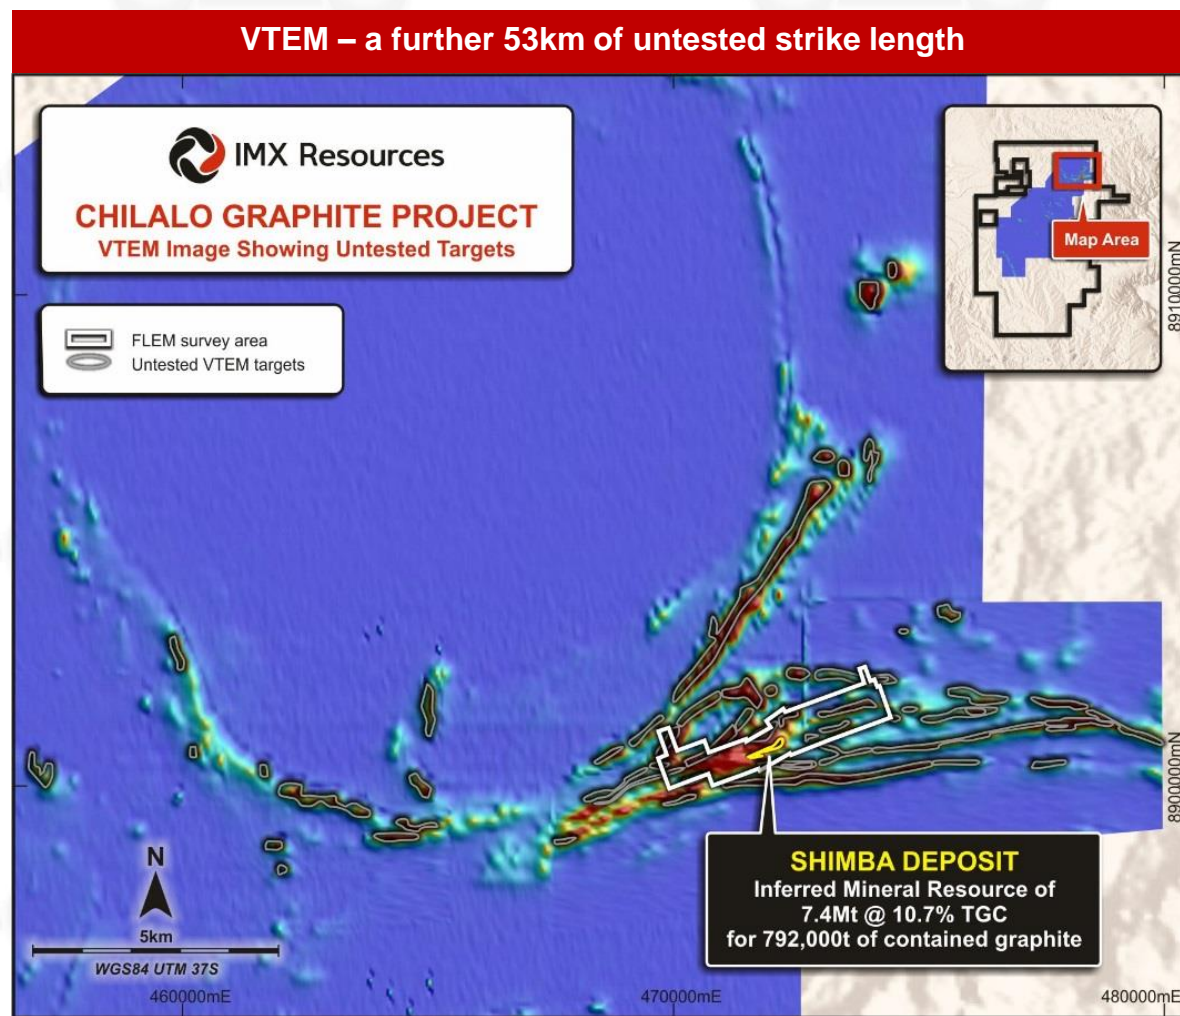 VTEM – a further 53km of untested strike length
IMX Resources
CHILALO GRAPHITE PROJECT
VTEM Image Showing Untested Targets
FLEM survey area
Untested VTEM targets
Map Area
8910000mN
8900000mN
SHIMBA DEPOSIT
Inferred Mineral Resource of
7.4Mt @ 10.7% TGC
for 792,000t of contained graphite
N
5km
WGS84 UTM 37S
460000mE
470000mE
480000mE